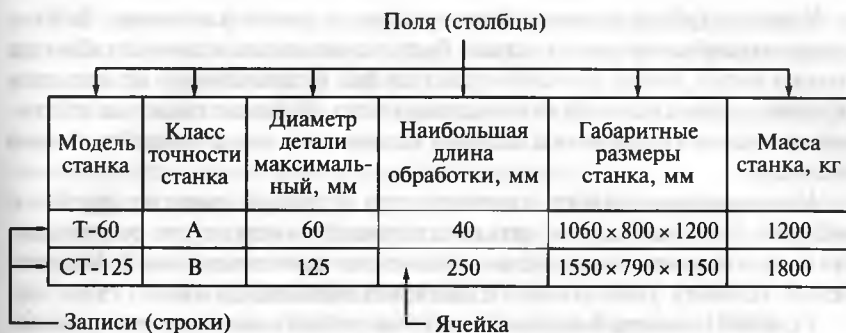 Поля (столбцы)
Модель станка
Класс точности станка
Диаметр детали максималь-ный, мм
Наибольшая длина обработки, мм
Габаритные размеры станка, мм
Масса станка, кг
Т-60 А 60 40 1060 × 800 × 1200 1200
СТ-125 В 125 250 1550 × 790 × 1150 1800
Записи (строки) Ячейка